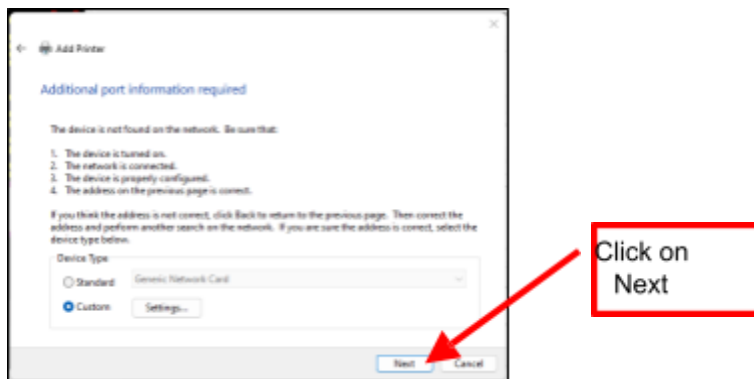 Add Printer
Additional port information required
The device is not found on the network. Be sure that:
1. The device is turned on.
2. The network is connected.
3. The device is properly configured.
4. The address on the previous page is correct.
If you think the address is not correct, click Back to return to the previous page. Then correct the
address and perform another search on the network. If you are sure the address is correct, select the
device type below.
Device Type
Standard
Generic Network Card
Custom
Settings...
Click on
Next
Next
Cancel